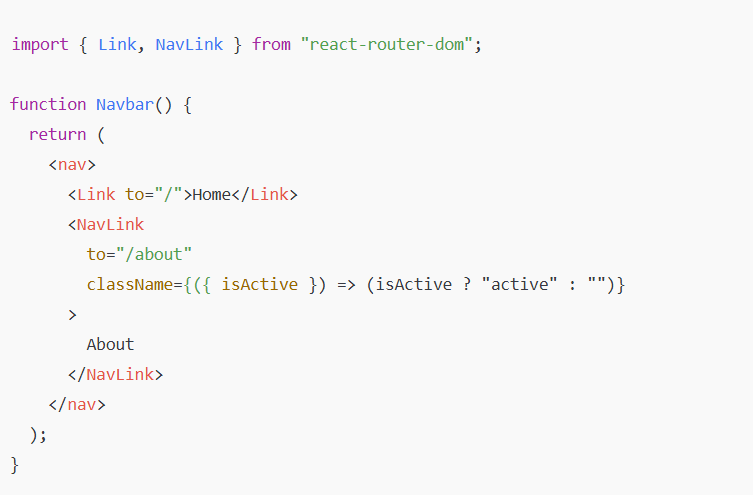 import { Link, NavLink } from "react-router-dom";
function Navbar() {
return (
<nav>
<Link to="/">Home</Link>
<NavLink
to="/about"
className={({ isActive }) => (isActive ? "active" : "")}
>
About
</NavLink>
</nav>
);
}